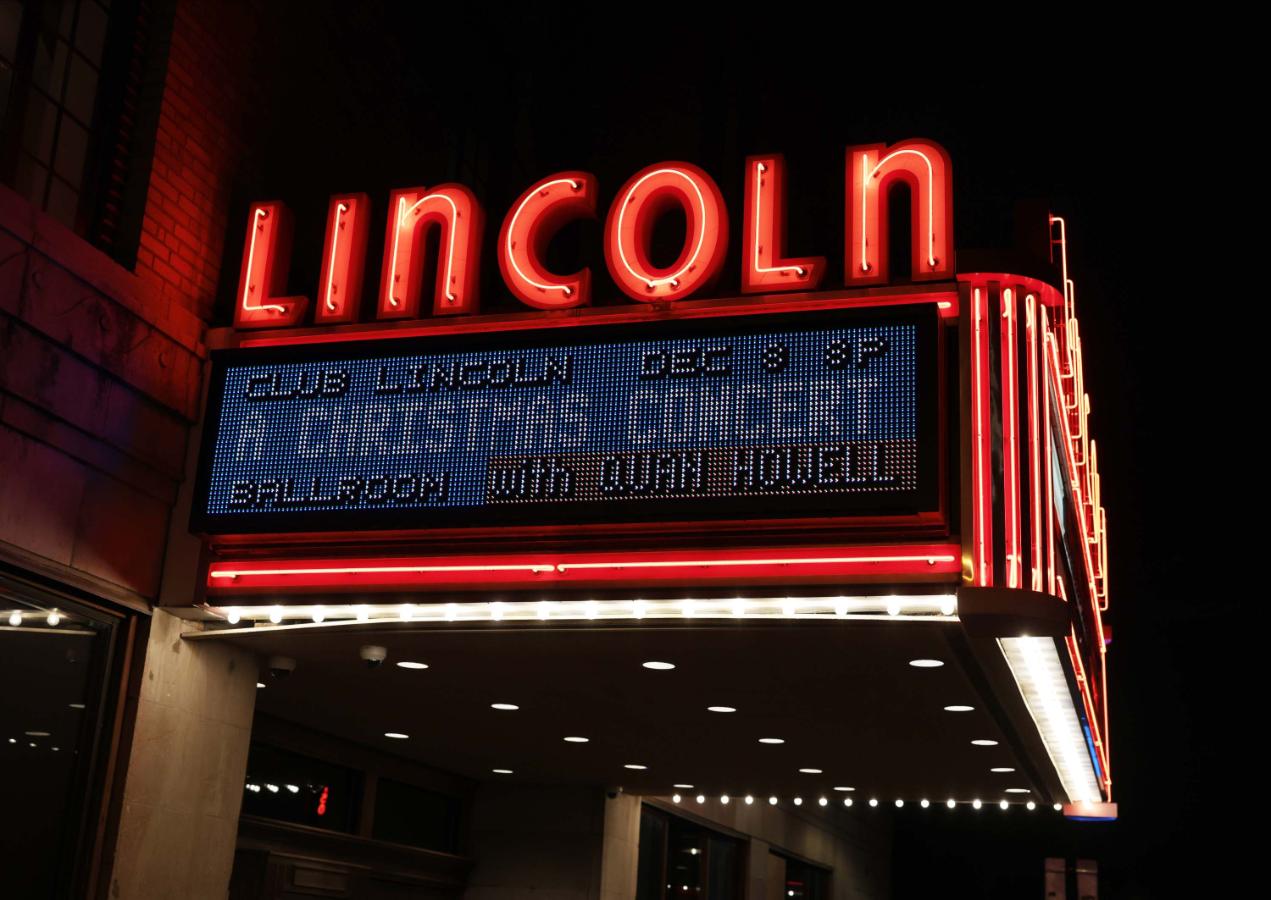 LINCOLN
CLUB LINCOLN DEC 8 8P
A CHRISTMAS CONCERT
BALLROOM with QUAN HOWELL